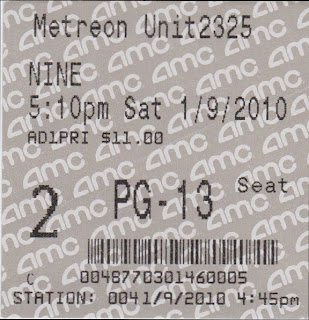 Metreon Unit2325
NINE
5:10pm Sat 1/9/2010
AD1PRI $11.00
2 PG-13 Seat
C 0048770301460005
STATION: 0041/9/2010 4:45pm